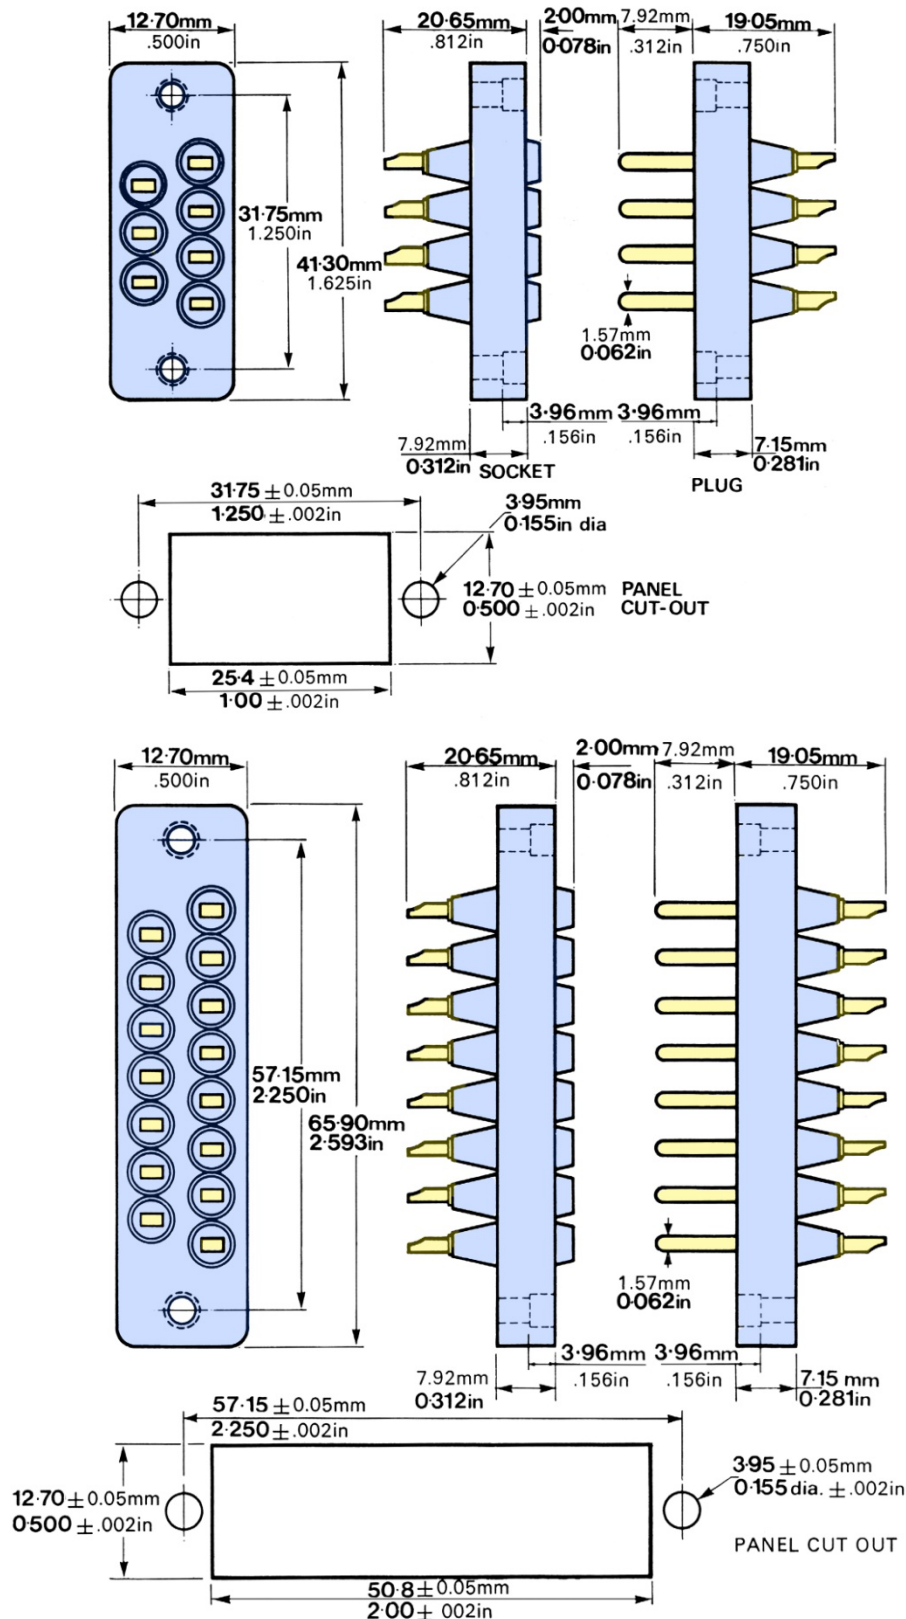 12·70mm
.500in
20·65mm
.812in
2·00mm
0·078in
7.92mm
.312in
19·05mm
.750in
31·75mm
1.250in
41·30mm
1.625in
1.57mm
0·062in
3·96mm
.156in
3·96mm
.156in
7.92mm
0·312in
SOCKET
7·15mm
0·281in
PLUG
31·75 ± 0.05mm
1·250 ± .002in
3·95mm
0·155in dia
12·70 ± 0.05mm
0·500 ± .002in
PANEL
CUT-OUT
25·4 ± 0.05mm
1·00 ± .002in
12·70mm
.500in
20·65mm
.812in
2·00mm
0·078in
7·92mm
.312in
19·05mm
.750in
57·15mm
2·250in
65·90mm
2·593in
1.57mm
0·062in
3·96mm
.156in
3·96mm
.156in
7.92mm
0·312in
7·15 mm
0·281in
57·15 ± 0.05mm
2·250 ± .002in
12·70 ± 0.05mm
0·500 ± .002in
3·95 ± 0.05mm
0·155 dia. ± .002in
PANEL CUT OUT
50·8 ± 0.05mm
2·00 ± 002in